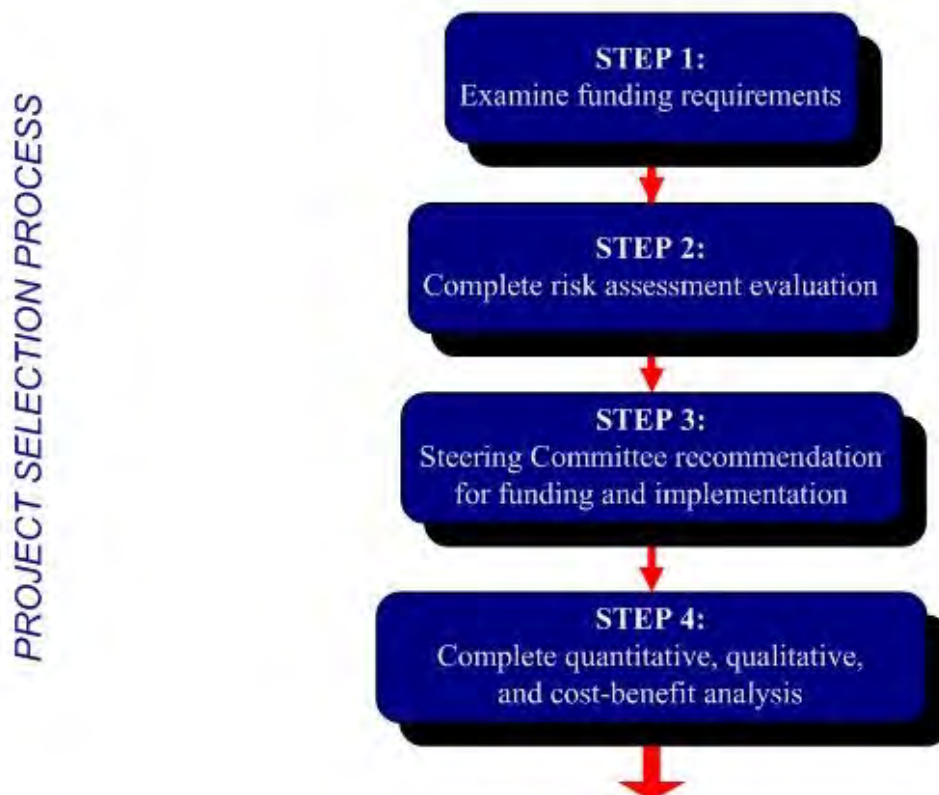 PROJECT SELECTION PROCESS
STEP 1:
Examine funding requirements
STEP 2:
Complete risk assessment evaluation
STEP 3:
Steering Committee recommendation
for funding and implementation
STEP 4:
Complete quantitative, qualitative,
and cost-benefit analysis